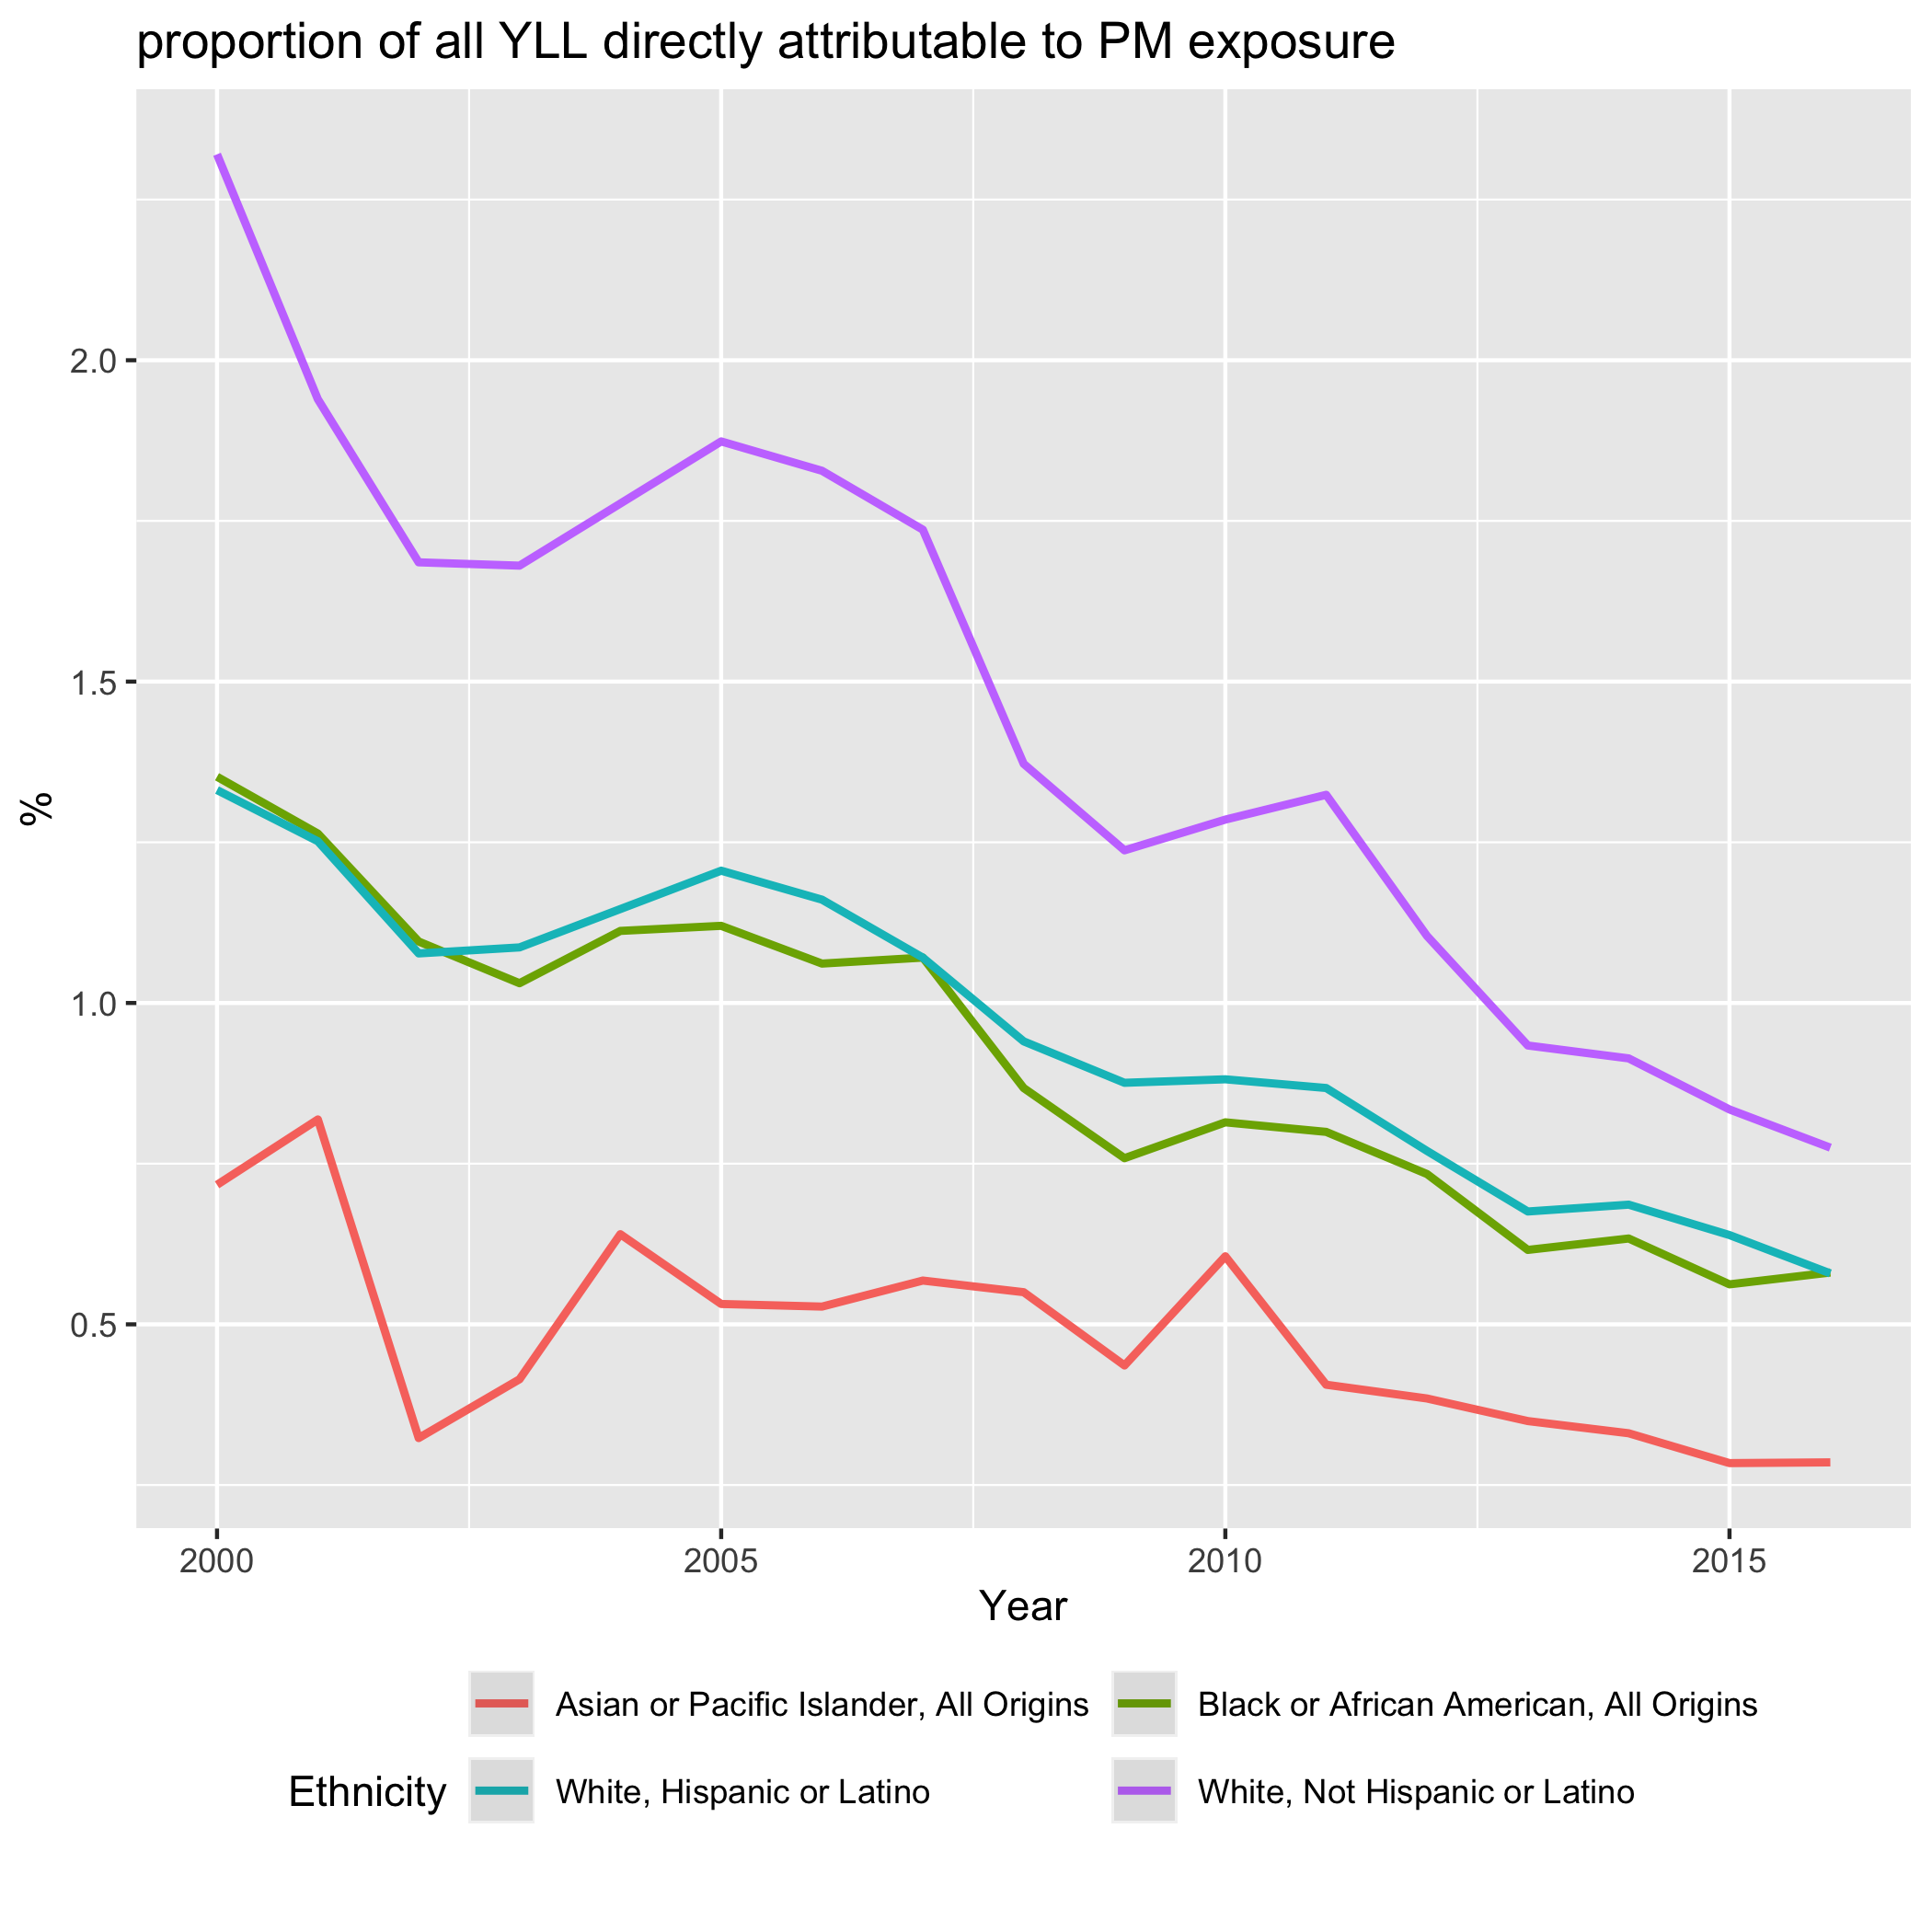 proportion of all YLL directly attributable to PM exposure
%
2.0
1.5
1.0
0.5
2000 2005 2010 2015
Year
Ethnicity
Asian or Pacific Islander, All Origins
Black or African American, All Origins
White, Hispanic or Latino
White, Not Hispanic or Latino